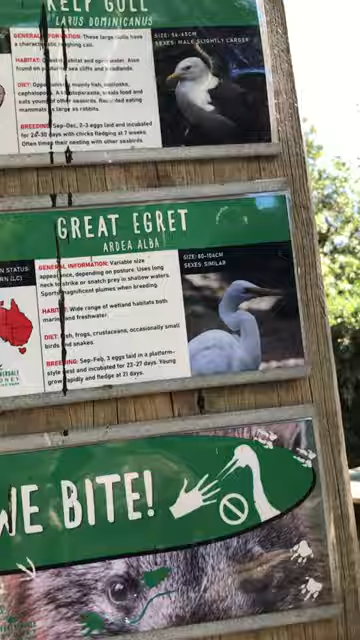 KELP GULL
LARUS DOMINICANUS
GENERAL INFORMATION: These large gulls have
a characteristic laughing call.
HABITAT: Coastal habitat and open water. Also
found on pastures, sea cliffs and woodlands.
DIET: Opportunistic mainly fish, molluscs,
cephalopods. A kleptoparasite, steals food and
eats young of other seabirds. Recorded eating
mammals as large as rabbits.
BREEDING: Sep-Dec, 2-3 eggs laid and incubated
for 24-30 days with chicks fledging at 7 weeks.
Often times their nesting with other seabirds.
SIZE: 54-65CM
SEXES: MALE SLIGHTLY LARGER
GREAT EGRET
ARDEA ALBA
STATUS:
(LC)
GENERAL INFORMATION: Variable size
appearance, depending on posture. Uses long
neck to strike or snatch prey in shallow waters.
Sports magnificent plumes when breeding.
HABITAT: Wide range of wetland habitats both
marine and freshwater.
DIET: Fish, frogs, crustaceans, occasionally small
birds and snakes.
BREEDING: Sep-Feb, 3 eggs laid in a platform-
style nest and incubated for 23-27 days. Young
grow rapidly and fledge at 21 days.
SIZE: 80-104CM
SEXES SIMILAR
WE BITE!